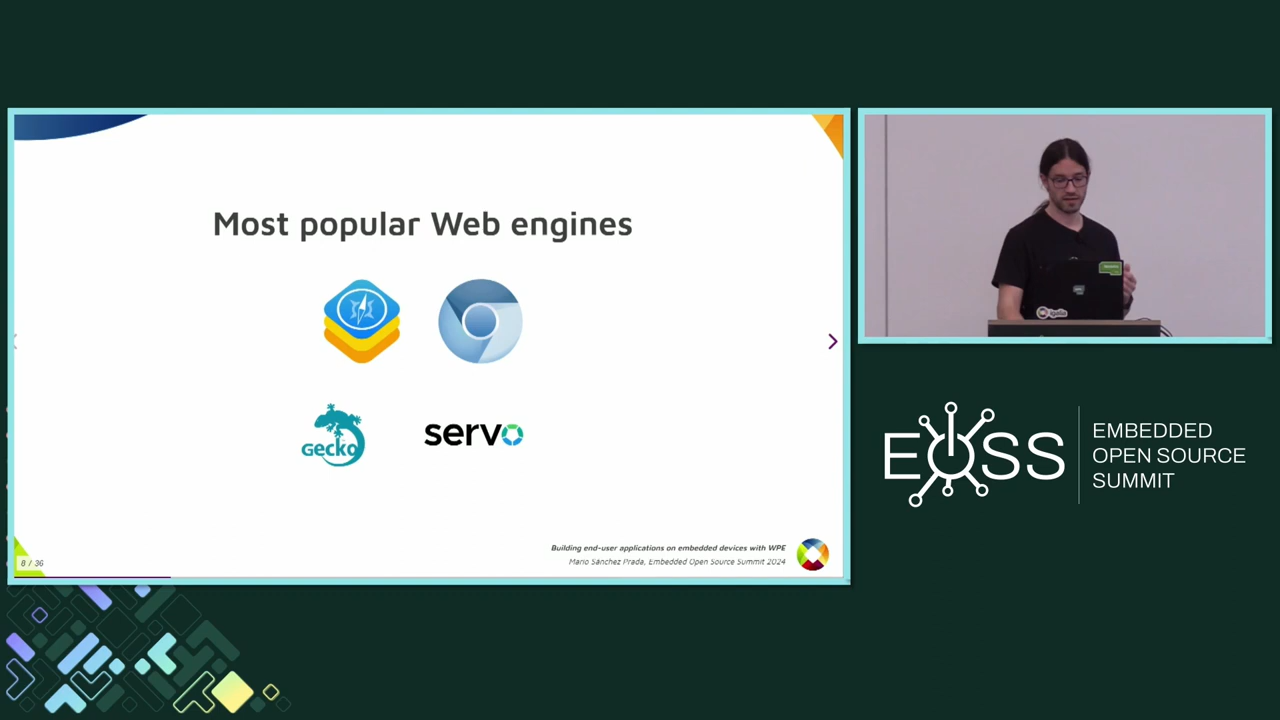 Most popular Web engines
GECKO
servo
Building end-user applications on embedded devices with WPE
Mario Sánchez Prada, Embedded Open Source Summit 2024
8 / 36
Igalia
EOSS
EMBEDDED
OPEN SOURCE
SUMMIT